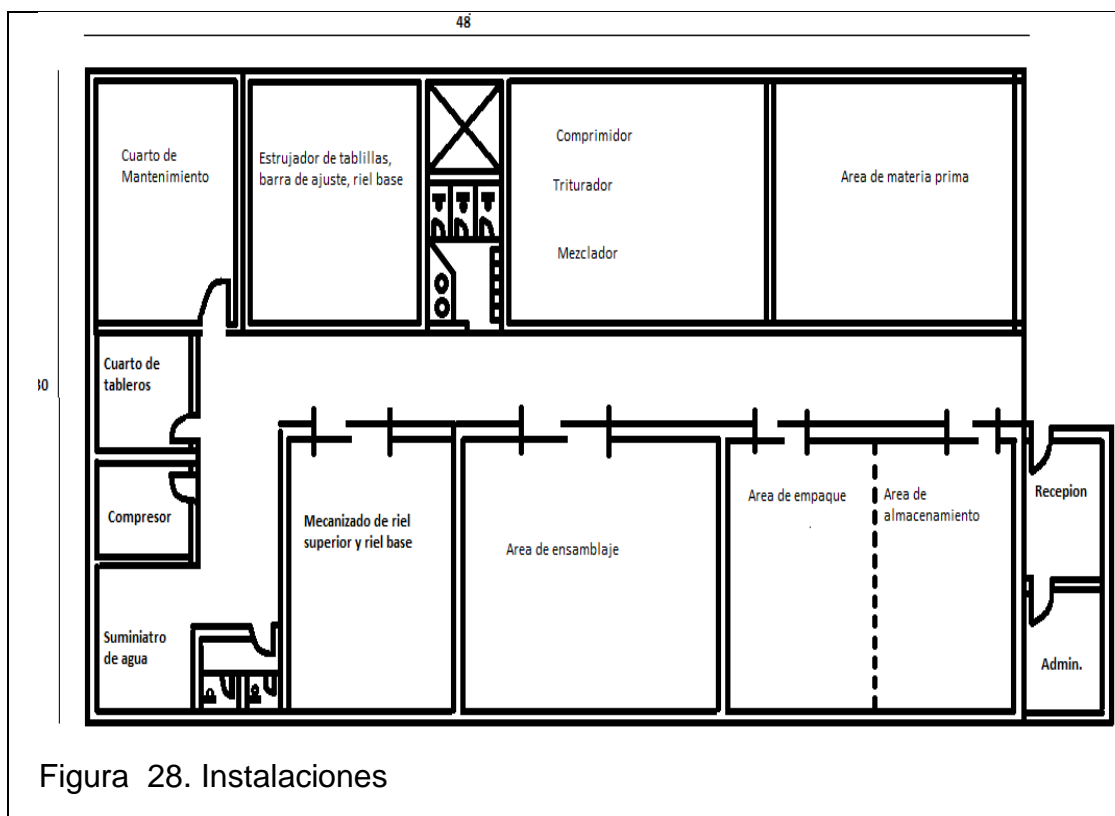 48
Cuarto de
Mantenimiento
Estrujador de tablillas,
barra de ajuste, riel base
Comprimidor
Triturador
Mezclador
Area de materia prima
Cuarto de
tableros
Compresor
Suminiatro
de agua
Mecanizado de riel
superior y riel base
Area de ensamblaje
Area de empaque
Area de
almacenamiento
Recepion
Admin.
Figura 28. Instalaciones